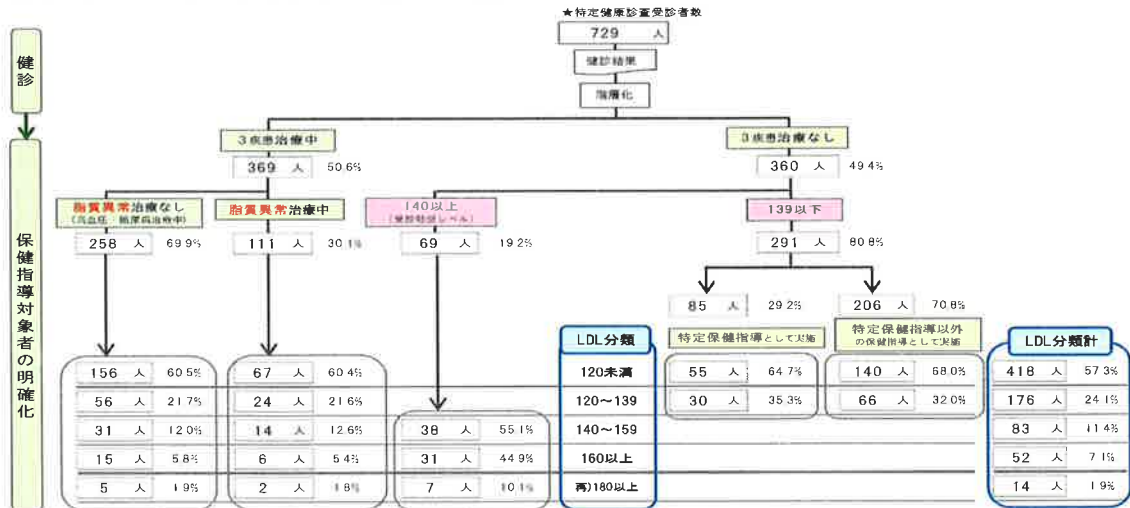 ★特定健康診査受診者数
729 人
健診
健診結果
階層化
3疾患治療中
3疾患治療なし
369 人 50.6%
360 人 49.4%
保健指導対象者の明確化
脂質異常治療なし
(高血圧・糖尿病治療中)
脂質異常治療中
140以上
(受診勧奨レベル)
139以下
258 人 69.9%
111 人 30.1%
69 人 19.2%
291 人 80.8%
85 人 29.2%
206 人 70.8%
LDL分類
特定保健指導として実施
特定保健指導以外
の保健指導として実施
LDL分類計
156 人 60.5%
67 人 60.4%
120未満
55 人 64.7%
140 人 68.0%
418 人 57.3%
56 人 21.7%
24 人 21.6%
120～139
30 人 35.3%
66 人 32.0%
176 人 24.1%
31 人 12.0%
14 人 12.6%
38 人 55.1%
140～159
83 人 11.4%
15 人 5.8%
6 人 5.4%
31 人 44.9%
160以上
52 人 7.1%
5 人 1.9%
2 人 1.8%
7 人 10.1%
再)180以上
14 人 1.9%